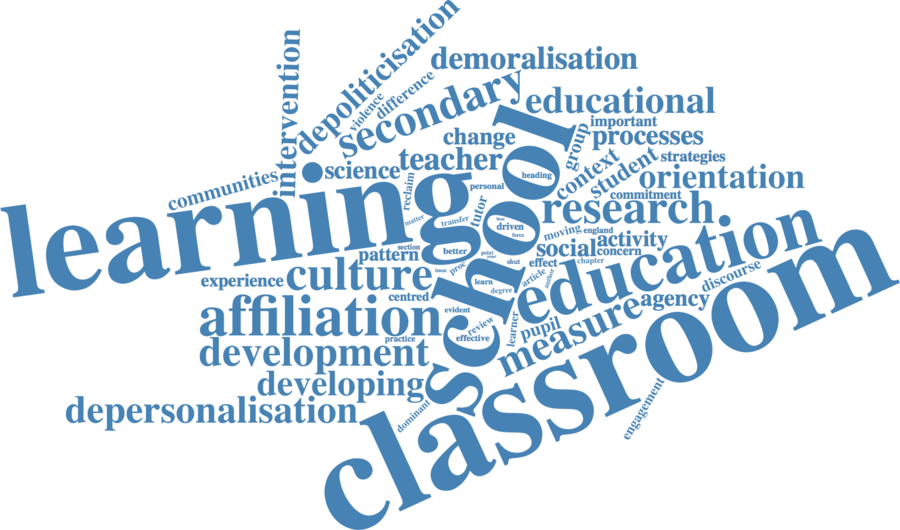 depoliticisation
intervention
demoralisation
violence
difference
secondary
educational
important
processes
change
group
teacher
science
context
student
strategies
communities
reclaim
personal
heading
orientation
commitment
learning
school
matter
transfer
tutor
driven
force
research
moving
england
social
activity
concern
section
pattern
better
point
shut
effect
chapter
education
experience
culture
issue
proc
learn
degree
article
author
discourse
centred
agency
affiliation
evident
review
effective
practice
learner
pupil
measure
development
developing
depersonalisation
dominant
engagement
classroom